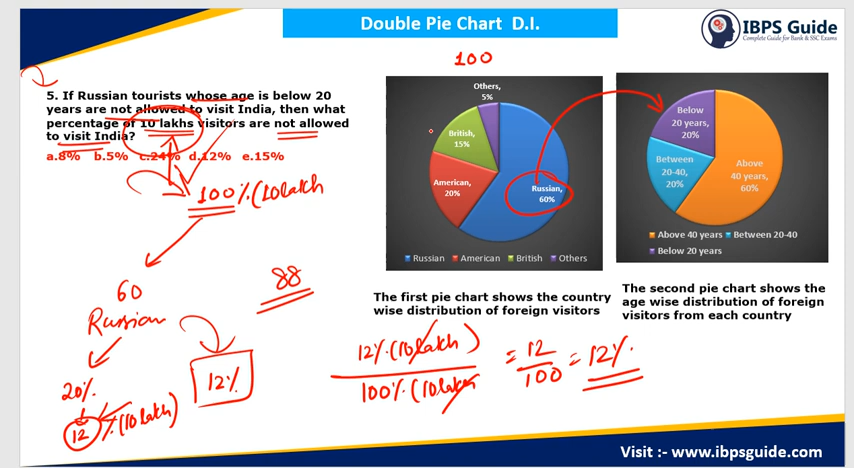 Double Pie Chart D.I.
IBPS Guide
Complete Guide for Bank & SSC Exams
5. If Russian tourists whose age is below 20
years are not allowed to visit India, then what
percentage of 10 lakhs visitors are not allowed
to visit India?
a.8% b.5% c.24% d.12% e.15%
100% (10 lakh
60
Russian
20%
12 % (10 lakh)
12%
88
100
Others,
5%
British,
15%
American,
20%
Russian,
60%
Russian American British Others
The first pie chart shows the country
wise distribution of foreign visitors
Below
20 years,
20%
Between
20-40,
20%
Above
40 years,
60%
Above 40 years Between 20-40
Below 20 years
The second pie chart shows the
age wise distribution of foreign
visitors from each country
12% (10 lakh)
100% (10 lakh
= 12
100
= 12%
Visit :- www.ibpsguide.com